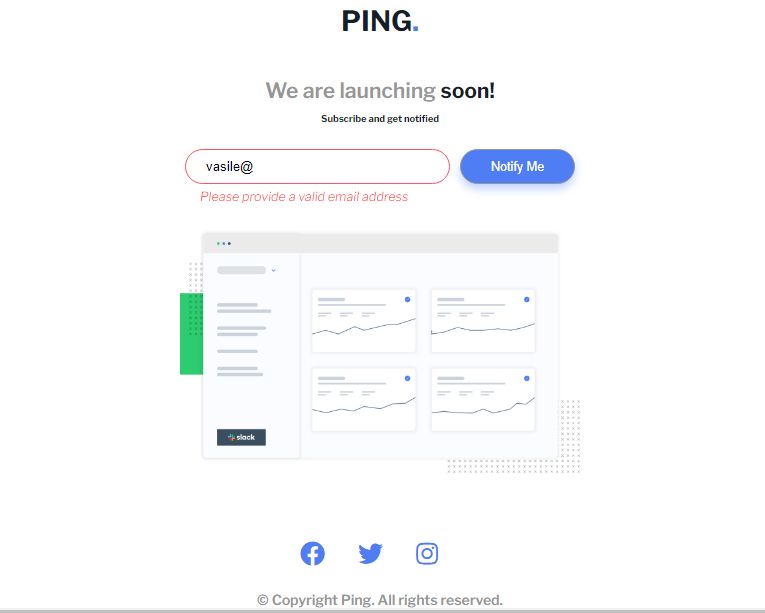 PING.
We are launching soon!
Subscribe and get notified
vasile@
Notify Me
Please provide a valid email address
slack
© Copyright Ping. All rights reserved.